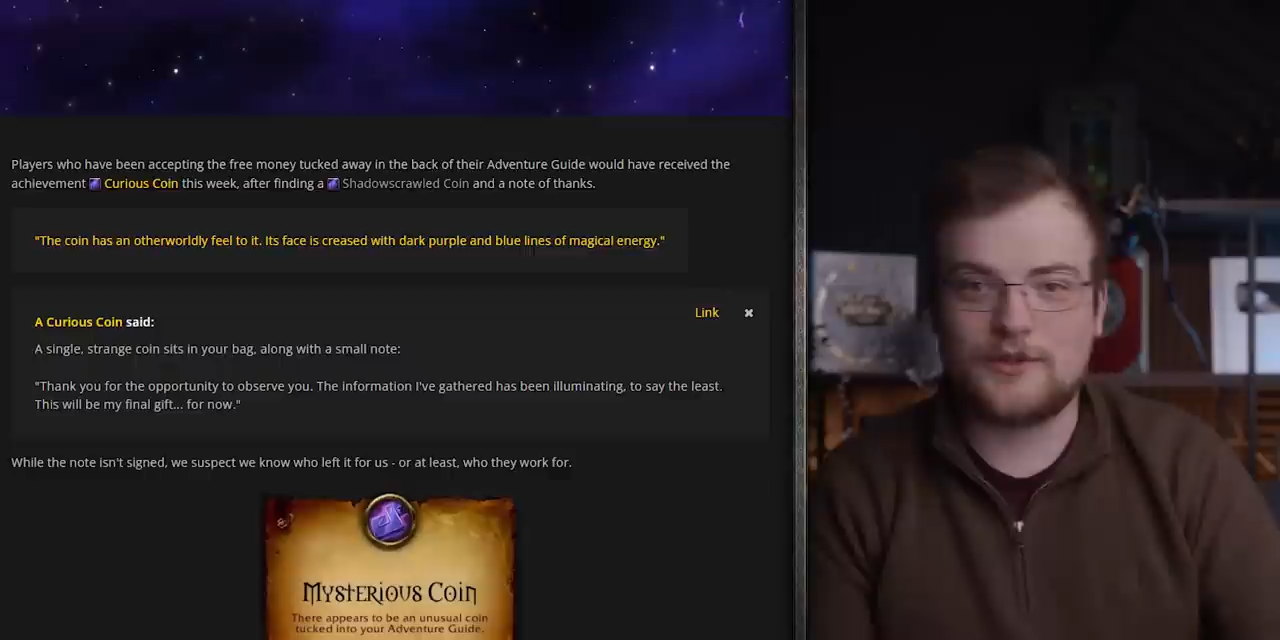 Players who have been accepting the free money tucked away in the back of their Adventure Guide would have received the
achievement Curious Coin this week, after finding a Shadowscrawled Coin and a note of thanks.
"The coin has an otherworldly feel to it. Its face is creased with dark purple and blue lines of magical energy."
Link ✖
A Curious Coin said:
A single, strange coin sits in your bag, along with a small note:
"Thank you for the opportunity to observe you. The information I've gathered has been illuminating, to say the least.
This will be my final gift... for now."
While the note isn't signed, we suspect we know who left it for us - or at least, who they work for.
Mysterious Coin
There appears to be an unusual coin
tucked into your Adventure Guide.